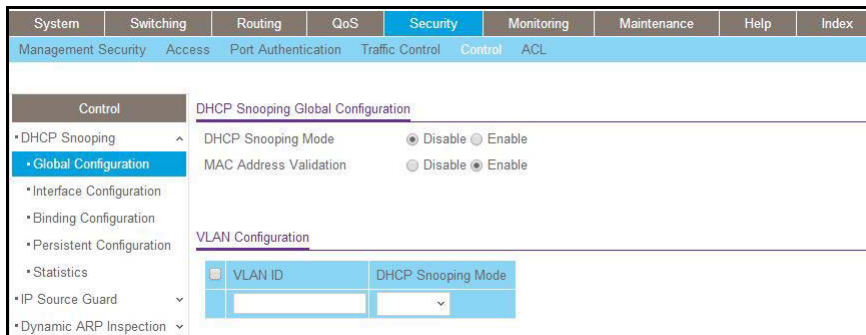 System Switching Routing QoS Security Monitoring Maintenance Help Index
Management Security Access Port Authentication Traffic Control Control ACL
Control
DHCP Snooping
Global Configuration
Interface Configuration
Binding Configuration
Persistent Configuration
Statistics
IP Source Guard
Dynamic ARP Inspection
DHCP Snooping Global Configuration
DHCP Snooping Mode Disable Enable
MAC Address Validation Disable Enable
VLAN Configuration
VLAN ID DHCP Snooping Mode